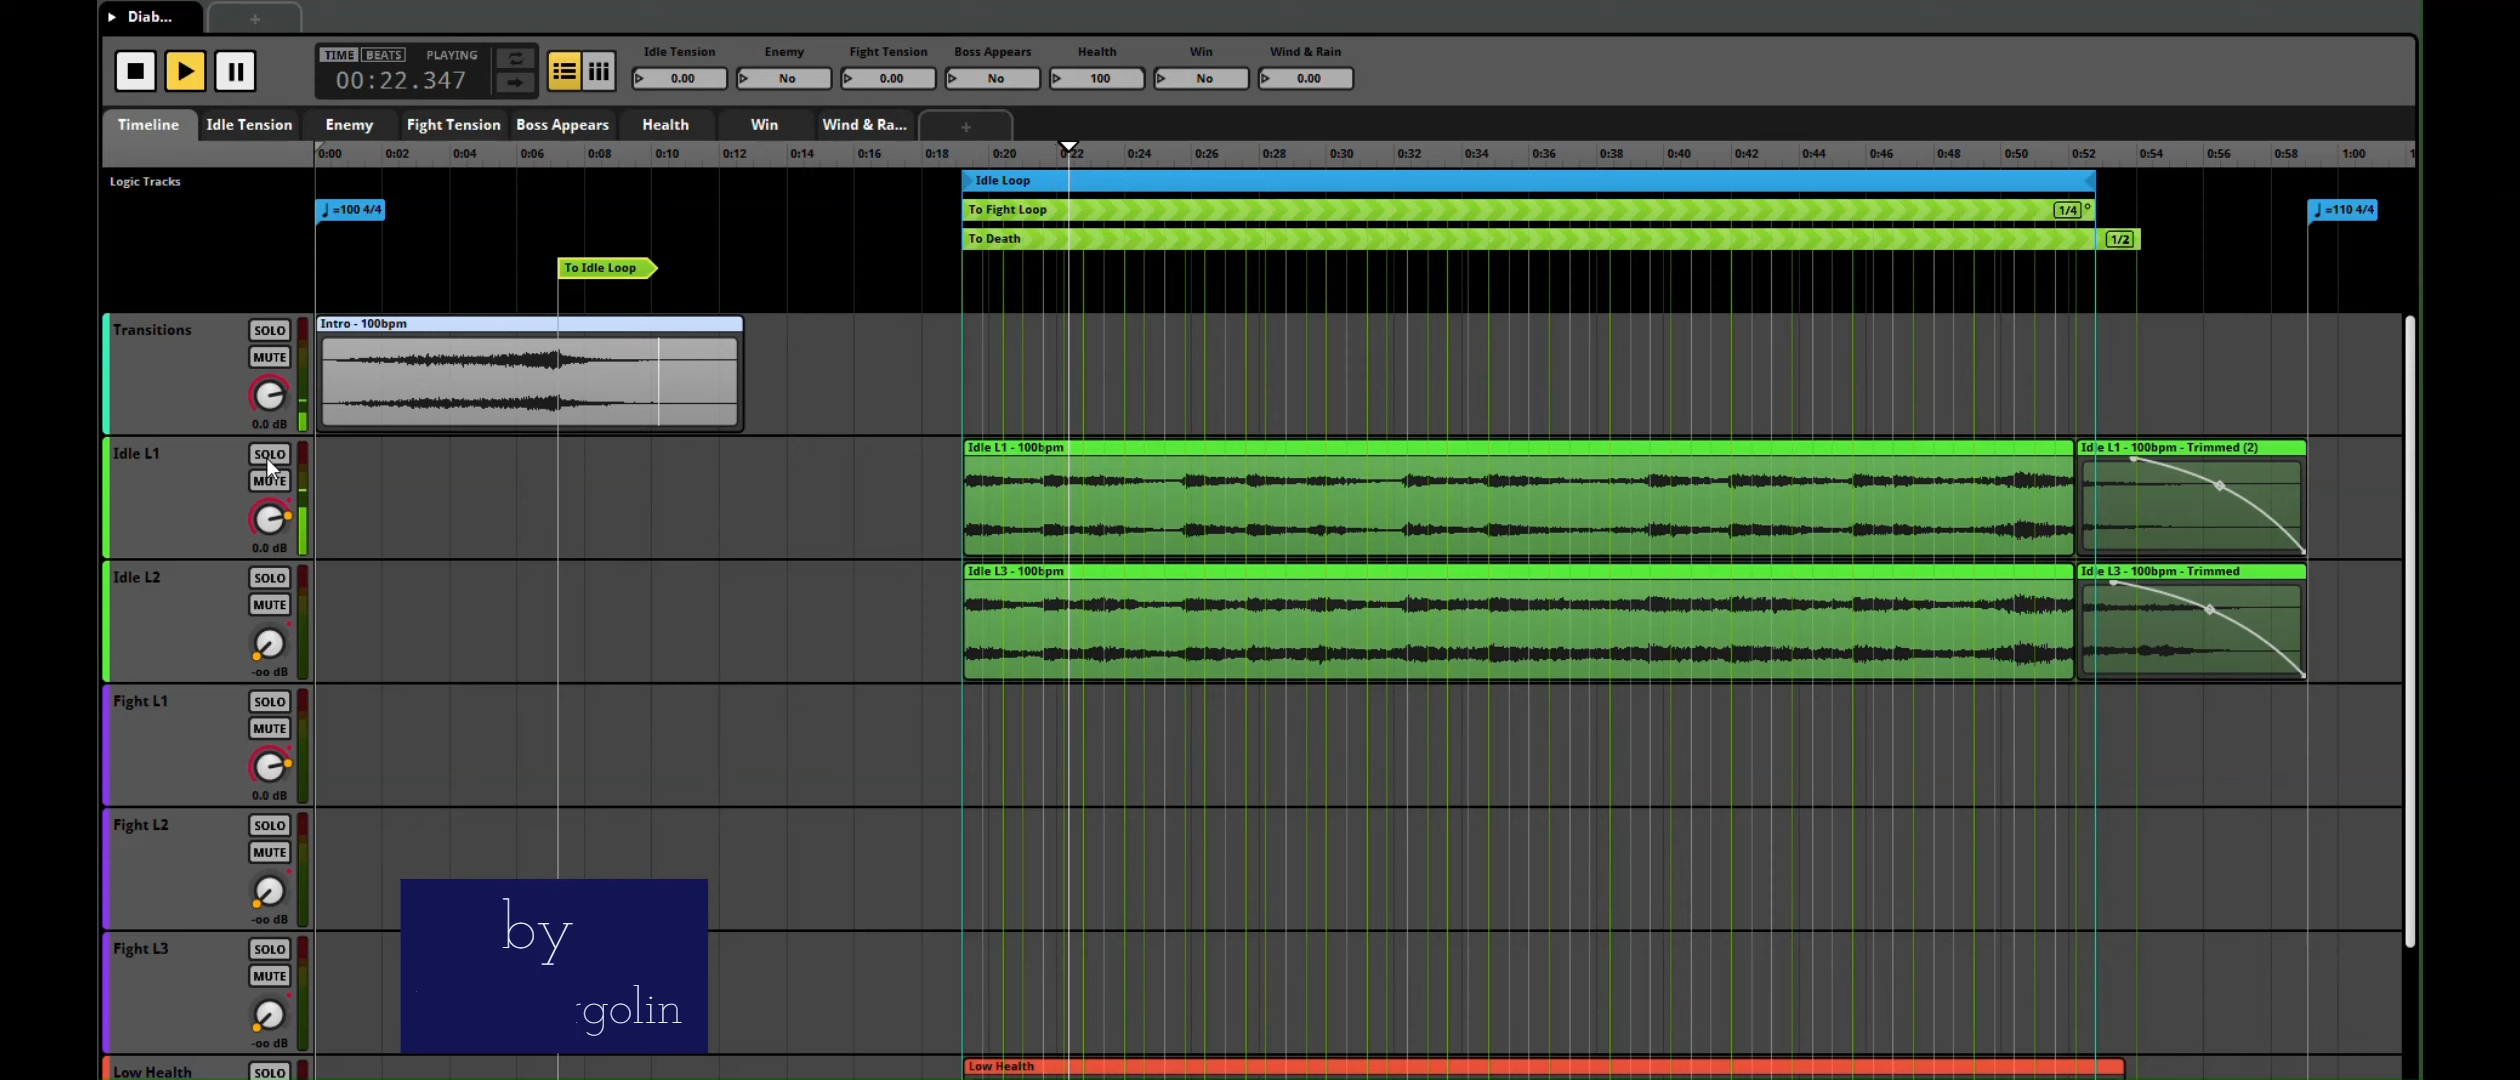 Diab...
+
TIME BEATS PLAYING
00:22.347
Idle Tension Enemy Fight Tension Boss Appears Health Win Wind & Rain
0.00 No 0.00 No 100 No 0.00
Timeline Idle Tension Enemy Fight Tension Boss Appears Health Win Wind & Ra... +
0:00 0:02 0:04 0:06 0:08 0:10 0:12 0:14 0:16 0:18 0:20 0:22 0:24 0:26 0:28 0:30 0:32 0:34 0:36 0:38 0:40 0:42 0:44 0:46 0:48 0:50 0:52 0:54 0:56 0:58 1:00
Logic Tracks
Idle Loop
=100 4/4
To Fight Loop 1/4
=110 4/4
To Death 1/2
To Idle Loop
Transitions SOLO
MUTE
0.0 dB
Intro - 100bpm
Idle L1 SOLO
MUTE
0.0 dB
Idle L1 - 100bpm
Idle L1 - 100bpm - Trimmed (2)
Idle L2 SOLO
MUTE
-oo dB
Idle L3 - 100bpm
Idle L3 - 100bpm - Trimmed
Fight L1 SOLO
MUTE
0.0 dB
Fight L2 SOLO
MUTE
-oo dB
Fight L3 SOLO
MUTE
-oo dB
by
golin
Low Health SOLO
Low Health